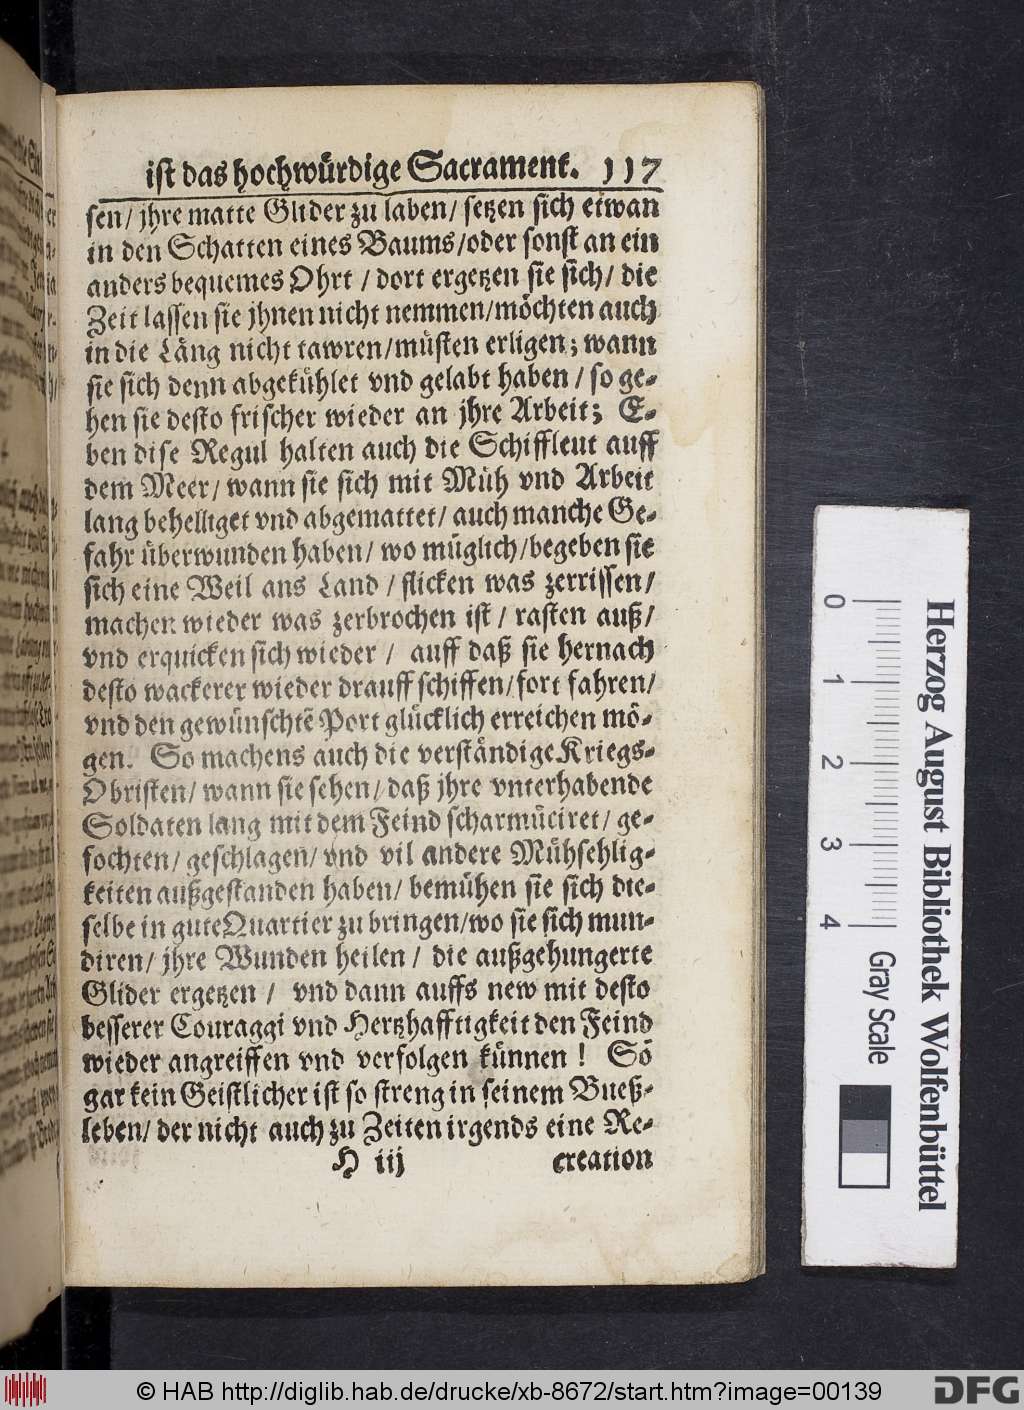 ist das hochwürdige Sacrament. 117
sen/ jhre matte Glider zu laben/ setzen sich etwan
in den Schatten eines Baums/oder sonst an ein
anders bequemes Ohrt / dort ergetzen sie sich/ die
Zeit lassen sie jhnen nicht nemmen/möchten auch
in die Läng nicht tawren/müsten erligen; wann
sie sich denn abgekühlet vnd gelabt haben / so ge-
hen sie desto frischer wieder an jhre Arbeit; E-
ben dise Regul halten auch die Schiffleut auff
dem Meer/ wann sie sich mit Müh vnd Arbeit
lang behelliget vnd abgemattet/ auch manche Ge-
fahr überwunden haben/ wo müglich/begeben sie
sich eine Weil ans Land / flicken was zerrissen/
machen wieder was zerbrochen ist / rasten auß/
vnd erquicken sich wieder / auff daß sie hernach
desto wackerer wieder drauff schiffen/ fort fahren/
vnd den gewünschtẽ Port glücklich erreichen mö-
gen. So machens auch die verständige Kriegs-
Obristen/ wann sie sehen/ daß jhre vnterhabende
Soldaten lang mit dem Feind scharmüciret/ ge-
fochten/ geschlagen/ vnd vil andere Mühsehlig-
keiten außgestanden haben/ bemühen sie sich die-
selbe in gute Quartier zu bringen/wo sie sich mun-
diren/ jhre Wunden heilen / die außgehungerte
Glider ergetzen / vnd dann auffs new mit desto
besserer Couraggi vnd Hertzhafftigkeit den Feind
wieder angreiffen vnd verfolgen künnen ! So
gar kein Geistlicher ist so streng in seinem Bueß-
leben/ der nicht auch zu Zeiten irgends eine Re-
H iij creation
0 1 2 3 4
Gray Scale
Herzog August Bibliothek Wolfenbüttel
© HAB http://diglib.hab.de/drucke/xb-8672/start.htm?image=00139
DFG